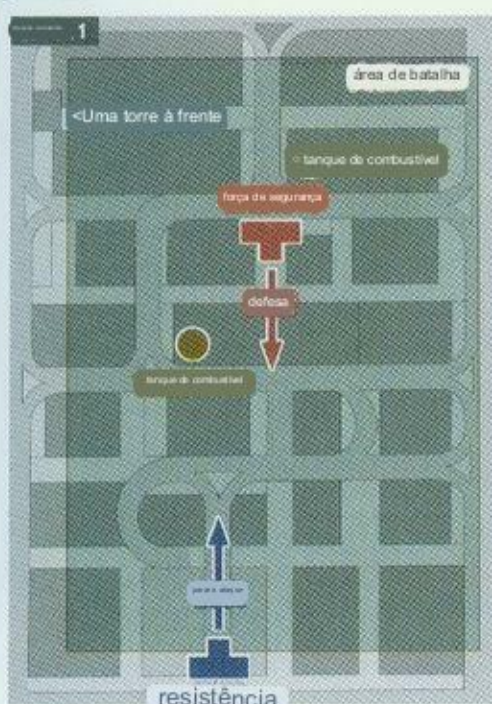 1
área de batalha
<Uma torre à frente
tanque de combustível
força de segurança
defesa
tanque de combustível
resistência